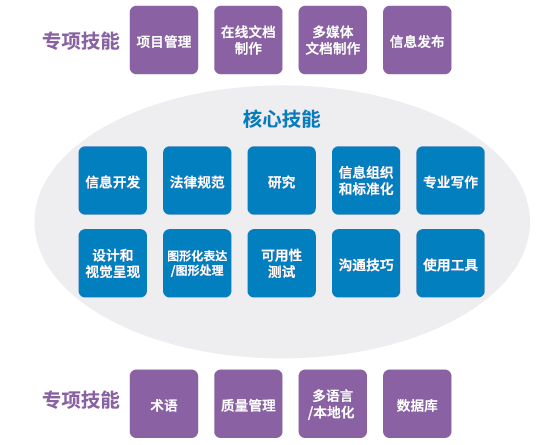 专项技能
项目管理
在线文档
制作
多媒体
文档制作
信息发布
核心技能
信息开发
法律规范
研究
信息组织
和标准化
专业写作
设计和
视觉呈现
图形化表达
/图形处理
可用性
测试
沟通技巧
使用工具
专项技能
术语
质量管理
多语言
/本地化
数据库